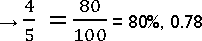 → 4/5 = 80/100 = 80%, 0.78